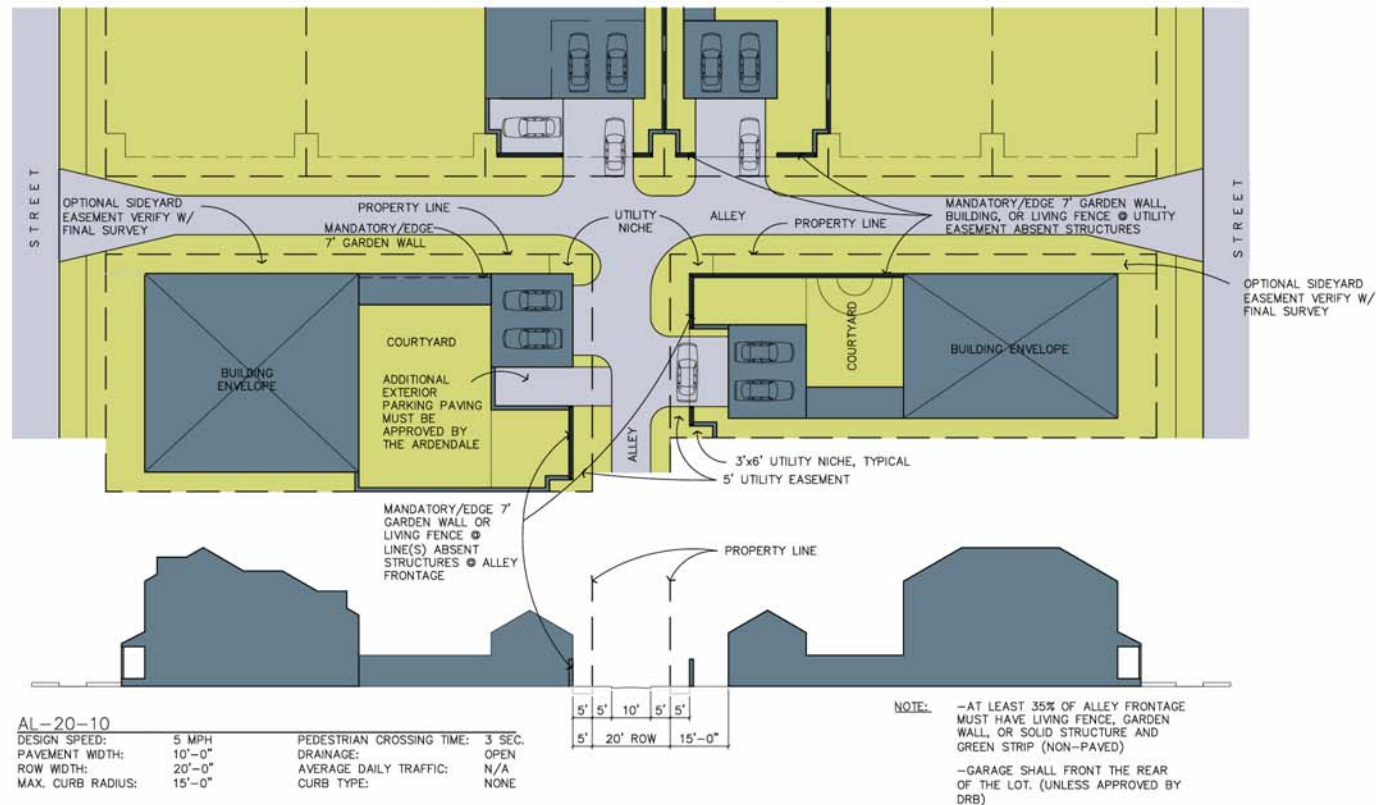 STREET
OPTIONAL SIDEYARD
EASEMENT VERIFY W/
FINAL SURVEY
PROPERTY LINE
MANDATORY/EDGE
7' GARDEN WALL
UTILITY
NICHE
ALLEY
PROPERTY LINE
MANDATORY/EDGE 7' GARDEN WALL,
BUILDING, OR LIVING FENCE @ UTILITY
EASEMENT ABSENT STRUCTURES
STREET
OPTIONAL SIDEYARD
EASEMENT VERIFY W/
FINAL SURVEY
BUILDING
ENVELOPE
COURTYARD
ADDITIONAL
EXTERIOR
PARKING PAVING
MUST BE
APPROVED BY
THE ARDENDALE
ALLEY
COURTYARD
BUILDING ENVELOPE
3'x6' UTILITY NICHE, TYPICAL
5' UTILITY EASEMENT
MANDATORY/EDGE 7'
GARDEN WALL OR
LIVING FENCE @
LINE(S) ABSENT
STRUCTURES @ ALLEY
FRONTAGE
PROPERTY LINE
5' 5' 10' 5' 5'
5' 20' ROW 15'-0"
AL-20-10
DESIGN SPEED: 5 MPH PEDESTRIAN CROSSING TIME: 3 SEC.
PAVEMENT WIDTH: 10'-0" DRAINAGE: OPEN
ROW WIDTH: 20'-0" AVERAGE DAILY TRAFFIC: N/A
MAX. CURB RADIUS: 15'-0" CURB TYPE: NONE
NOTE: -AT LEAST 35% OF ALLEY FRONTAGE
MUST HAVE LIVING FENCE, GARDEN
WALL, OR SOLID STRUCTURE AND
GREEN STRIP (NON-PAVED)
-GARAGE SHALL FRONT THE REAR
OF THE LOT. (UNLESS APPROVED BY
DRB)